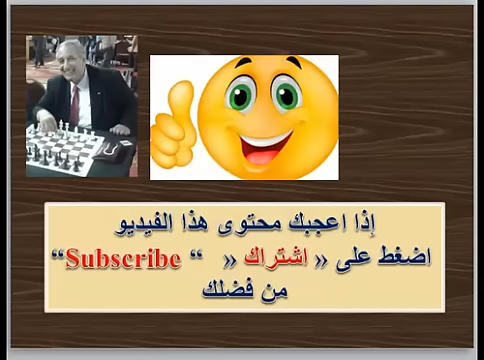 إذا اعجبك محتوى هذا الفيديو
اضغط على » اشتراك « “ Subscribe“
من فضلك